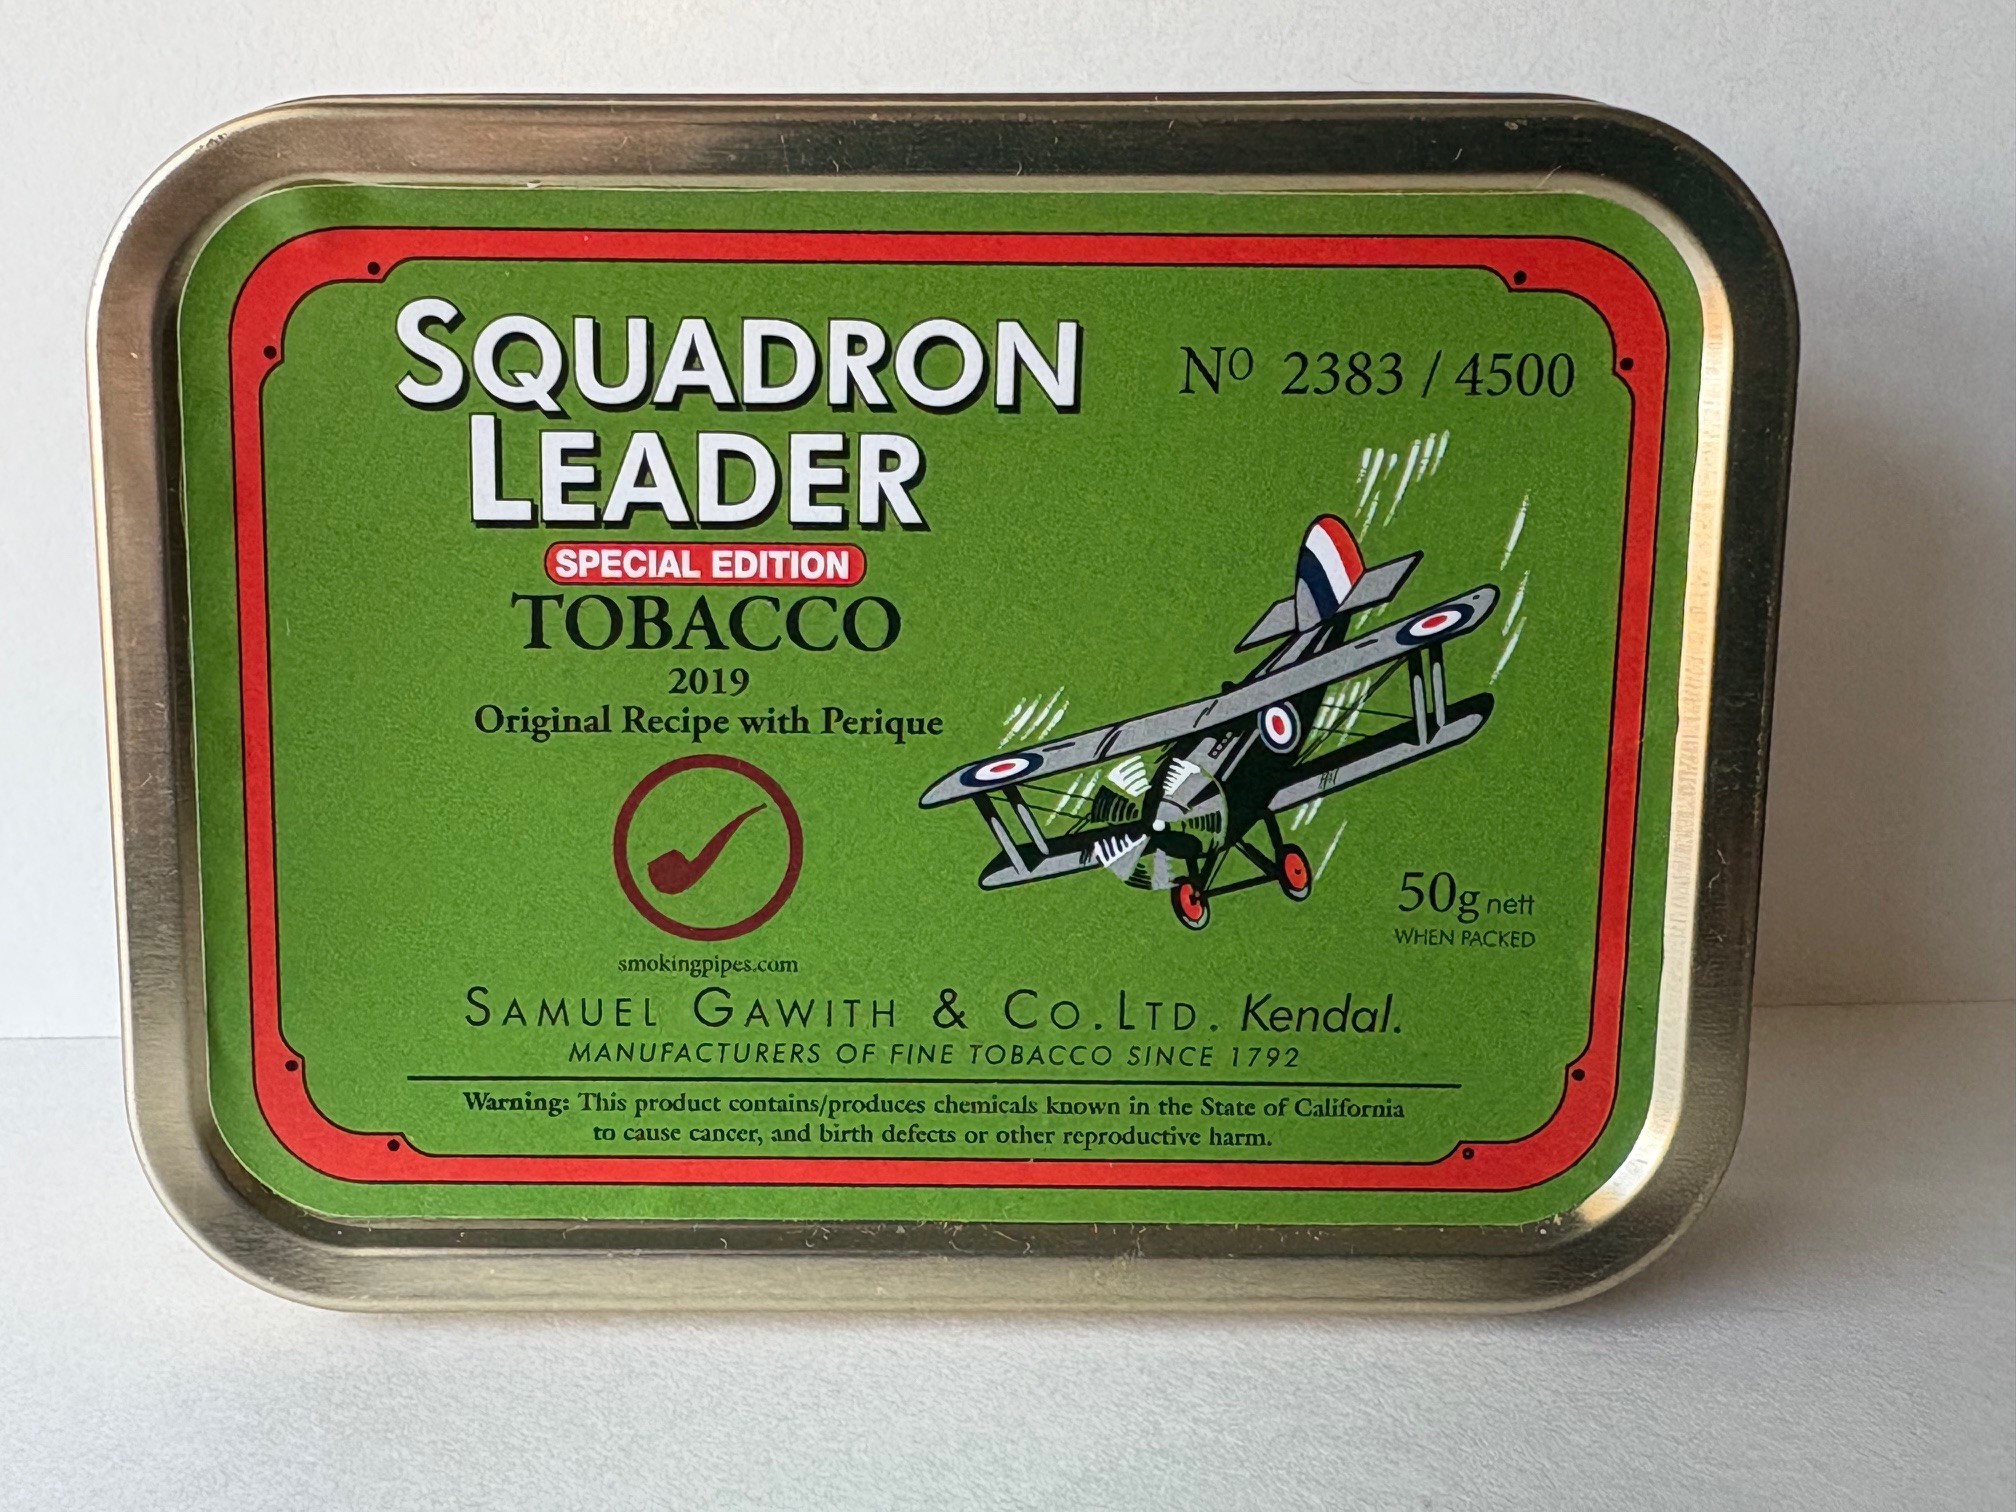 SQUADRON
LEADER
Nº 2383 / 4500
SPECIAL EDITION
TOBACCO
2019
Original Recipe with Perique
smokingpipes.com
50g nett
WHEN PACKED
SAMUEL GAWITH & CO.LTD. Kendal.
MANUFACTURERS OF FINE TOBACCO SINCE 1792
Warning: This product contains/produces chemicals known in the State of California
to cause cancer, and birth defects or other reproductive harm.